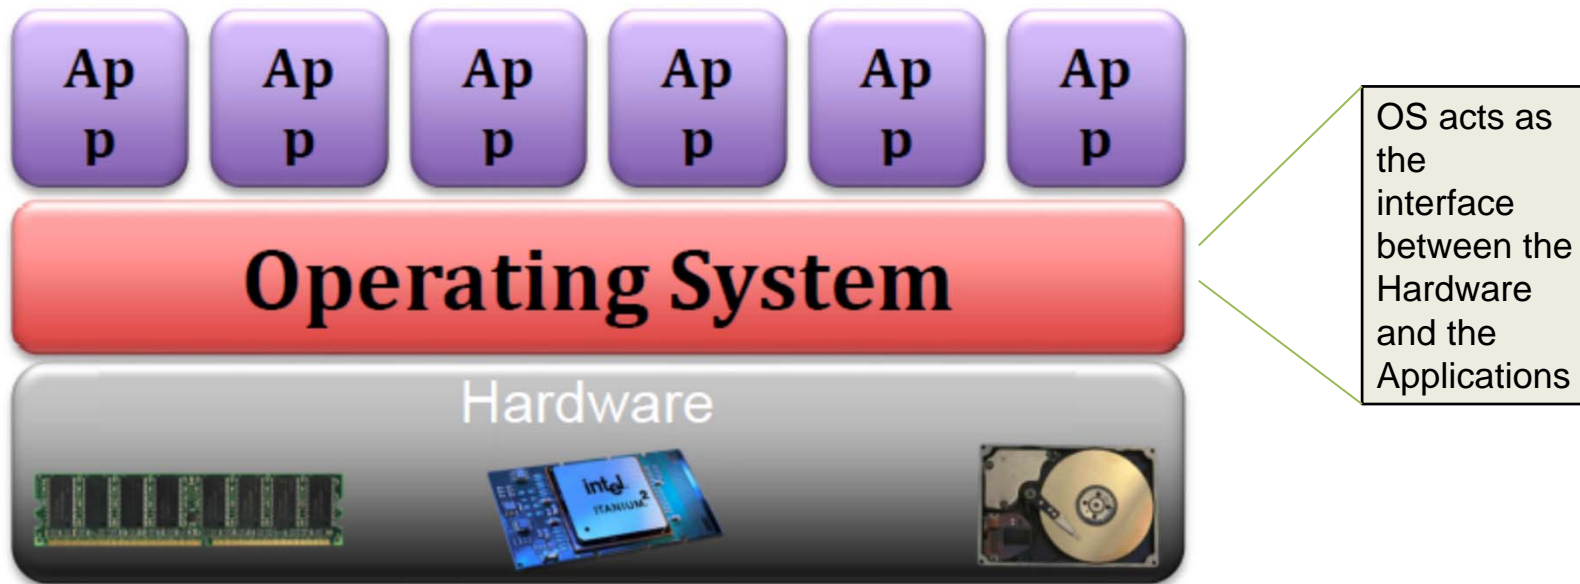 Ap Ap Ap Ap Ap Ap
p p p p p p
Operating System
Hardware
intel
ITANIUM 2
OS acts as
the
interface
between the
Hardware
and the
Applications